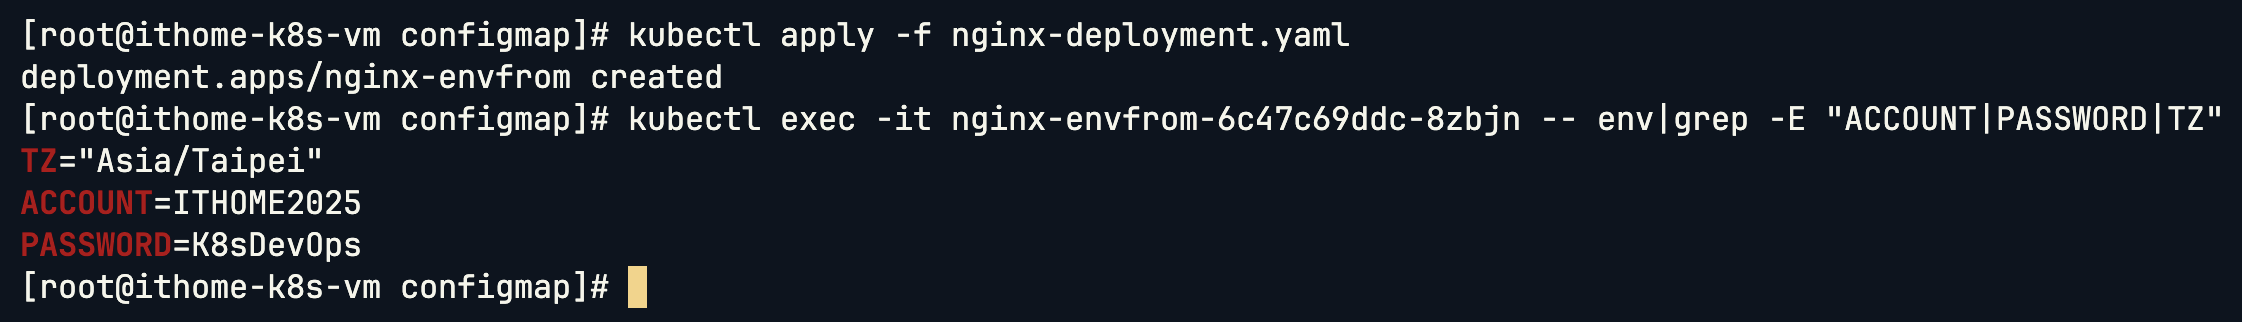 [root@ithome-k8s-vm configmap]# kubectl apply -f nginx-deployment.yaml
deployment.apps/nginx-envfrom created
[root@ithome-k8s-vm configmap]# kubectl exec -it nginx-envfrom-6c47c69ddc-8zbjn -- env|grep -E "ACCOUNT|PASSWORD|TZ"
TZ="Asia/Taipei"
ACCOUNT=ITHOME2025
PASSWORD=K8sDevOps
[root@ithome-k8s-vm configmap]#